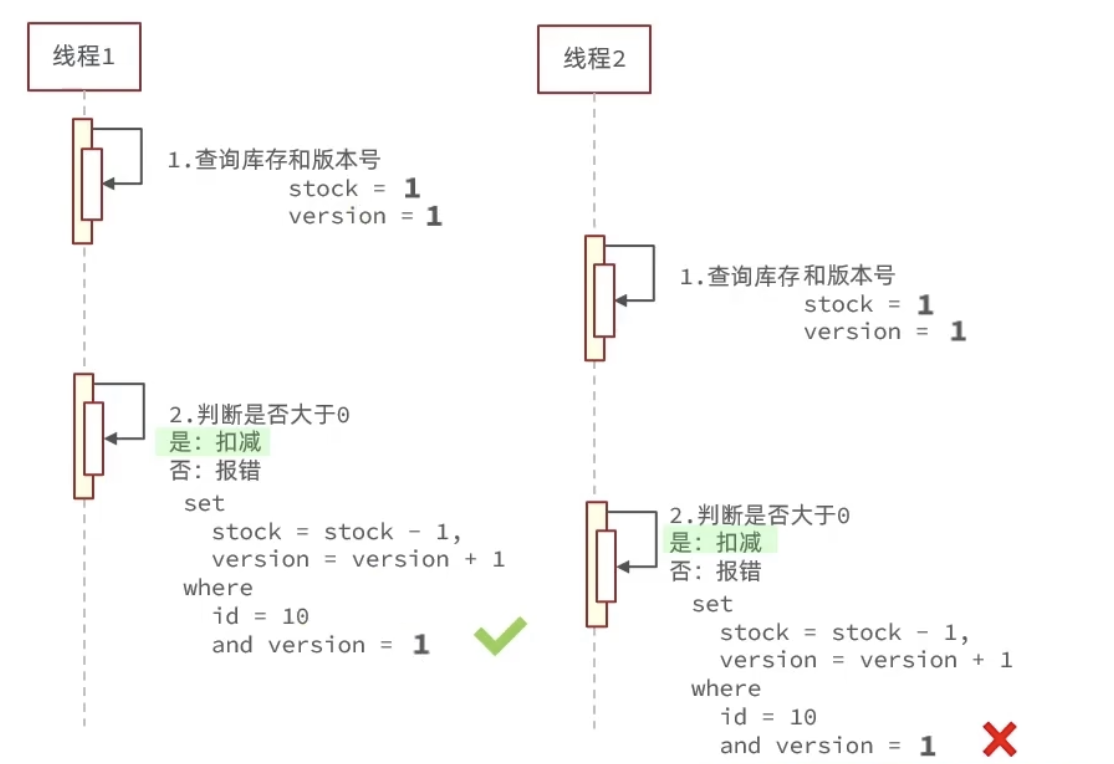 线程1
1.查询库存和版本号
stock = 1
version = 1
2.判断是否大于0
是：扣减
否：报错
set
stock = stock - 1,
version = version + 1
where
id = 10
and version = 1
线程2
1.查询库存和版本号
stock = 1
version = 1
2.判断是否大于0
是：扣减
否：报错
set
stock = stock - 1,
version = version + 1
where
id = 10
and version = 1